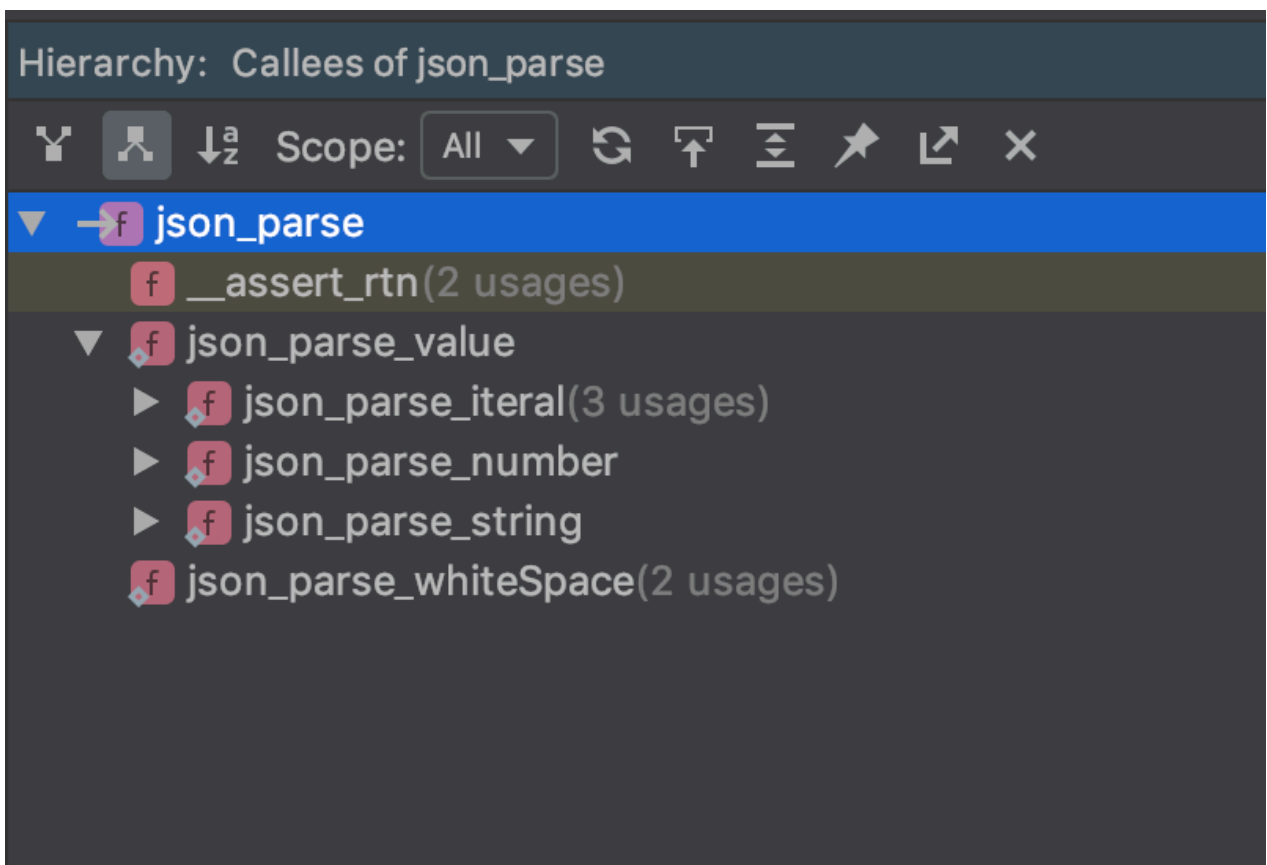 Hierarchy: Callees of json_parse
Scope: All
json_parse
__assert_rtn(2 usages)
json_parse_value
json_parse_iteral(3 usages)
json_parse_number
json_parse_string
json_parse_whiteSpace(2 usages)